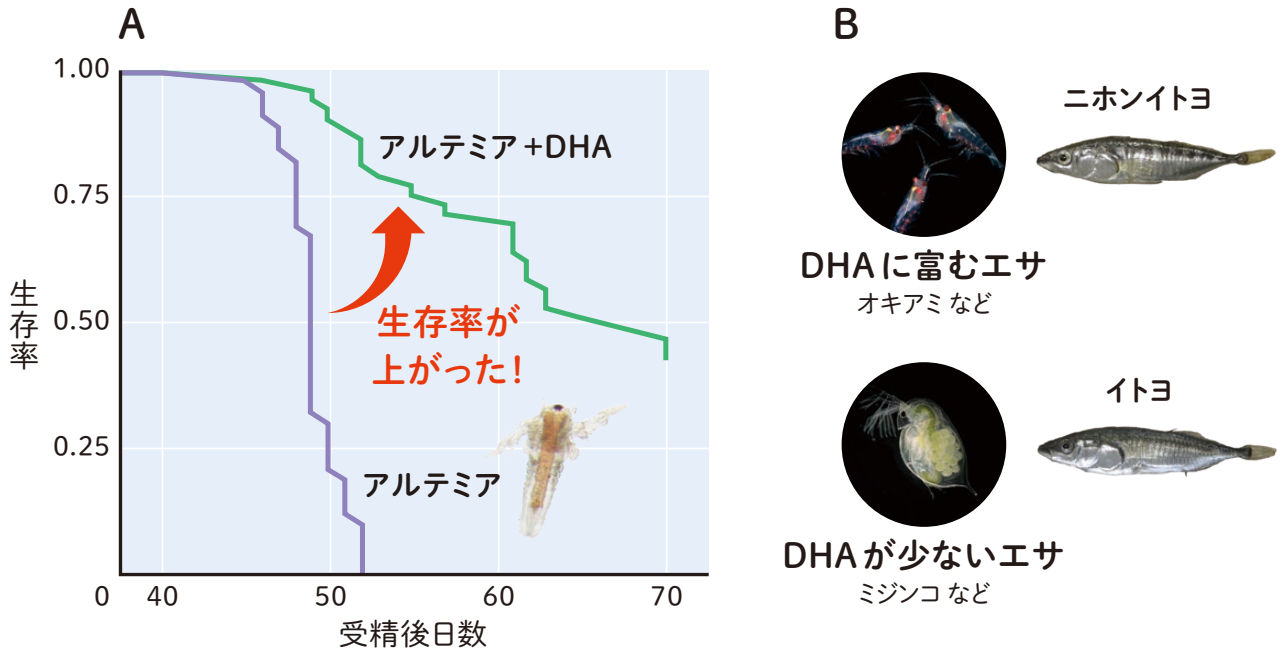 A
1.00
0.75
0.50
0.25
0
40
50
60
70
生存率
受精後日数
アルテミア+DHA
生存率が
上がった!
アルテミア
B
ニホンイトヨ
DHAに富むエサ
オキアミ など
イトヨ
DHAが少ないエサ
ミジンコ など